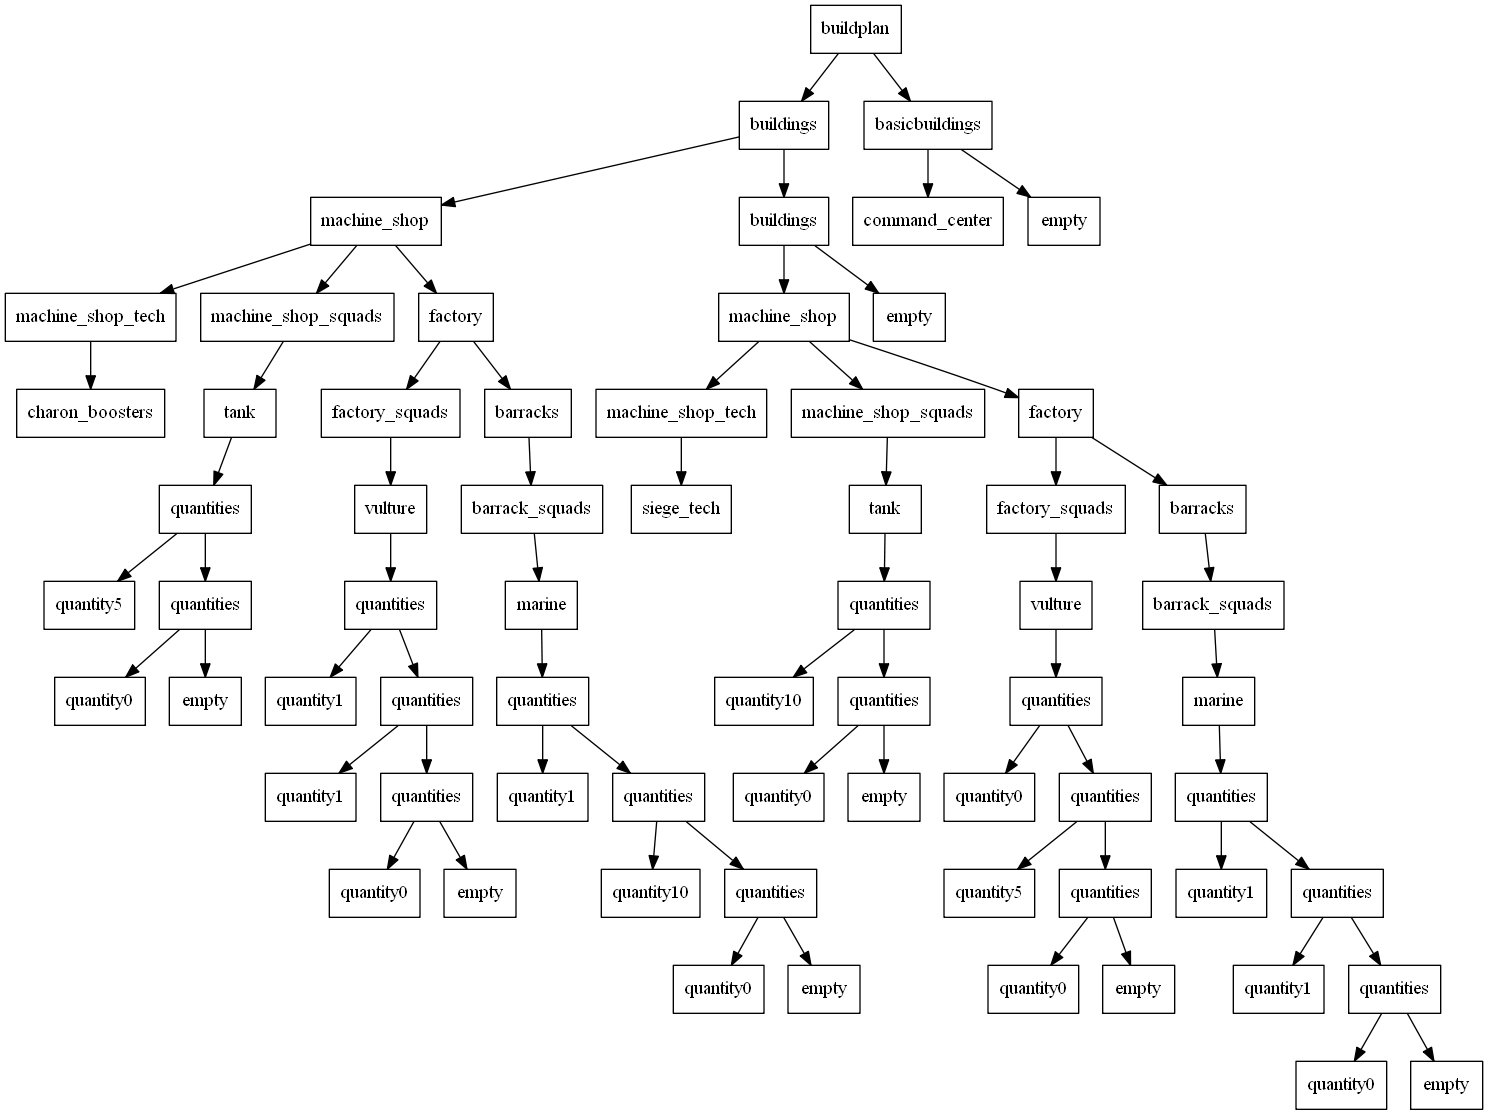 buildplan
buildings
basicbuildings
machine_shop
buildings
command_center
empty
machine_shop_tech
machine_shop_squads
factory
machine_shop
empty
charon_boosters
tank
factory_squads
barracks
machine_shop_tech
machine_shop_squads
factory
quantities
vulture
barrack_squads
siege_tech
tank
factory_squads
barracks
quantity5
quantities
quantities
marine
quantities
vulture
barrack_squads
quantity0
empty
quantity1
quantities
quantities
quantity10
quantities
quantities
marine
quantity1
quantities
quantity1
quantities
quantity0
empty
quantity0
quantities
quantities
quantity0
empty
quantity10
quantities
quantity5
quantities
quantity1
quantities
quantity0
empty
quantity0
empty
quantity1
quantities
quantity0
empty